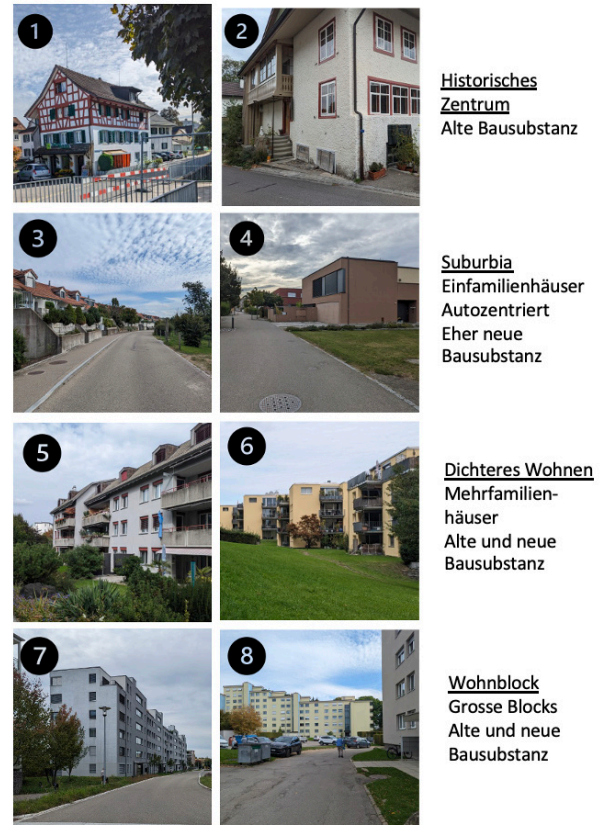 1
2
Historisches
Zentrum
Alte Bausubstanz
3
4
Suburbia
Einfamilienhäuser
Autozentriert
Eher neue
Bausubstanz
5
6
Dichteres Wohnen
Mehrfamilien-
häuser
Alte und neue
Bausubstanz
7
8
Wohnblock
Grosse Blocks
Alte und neue
Bausubstanz